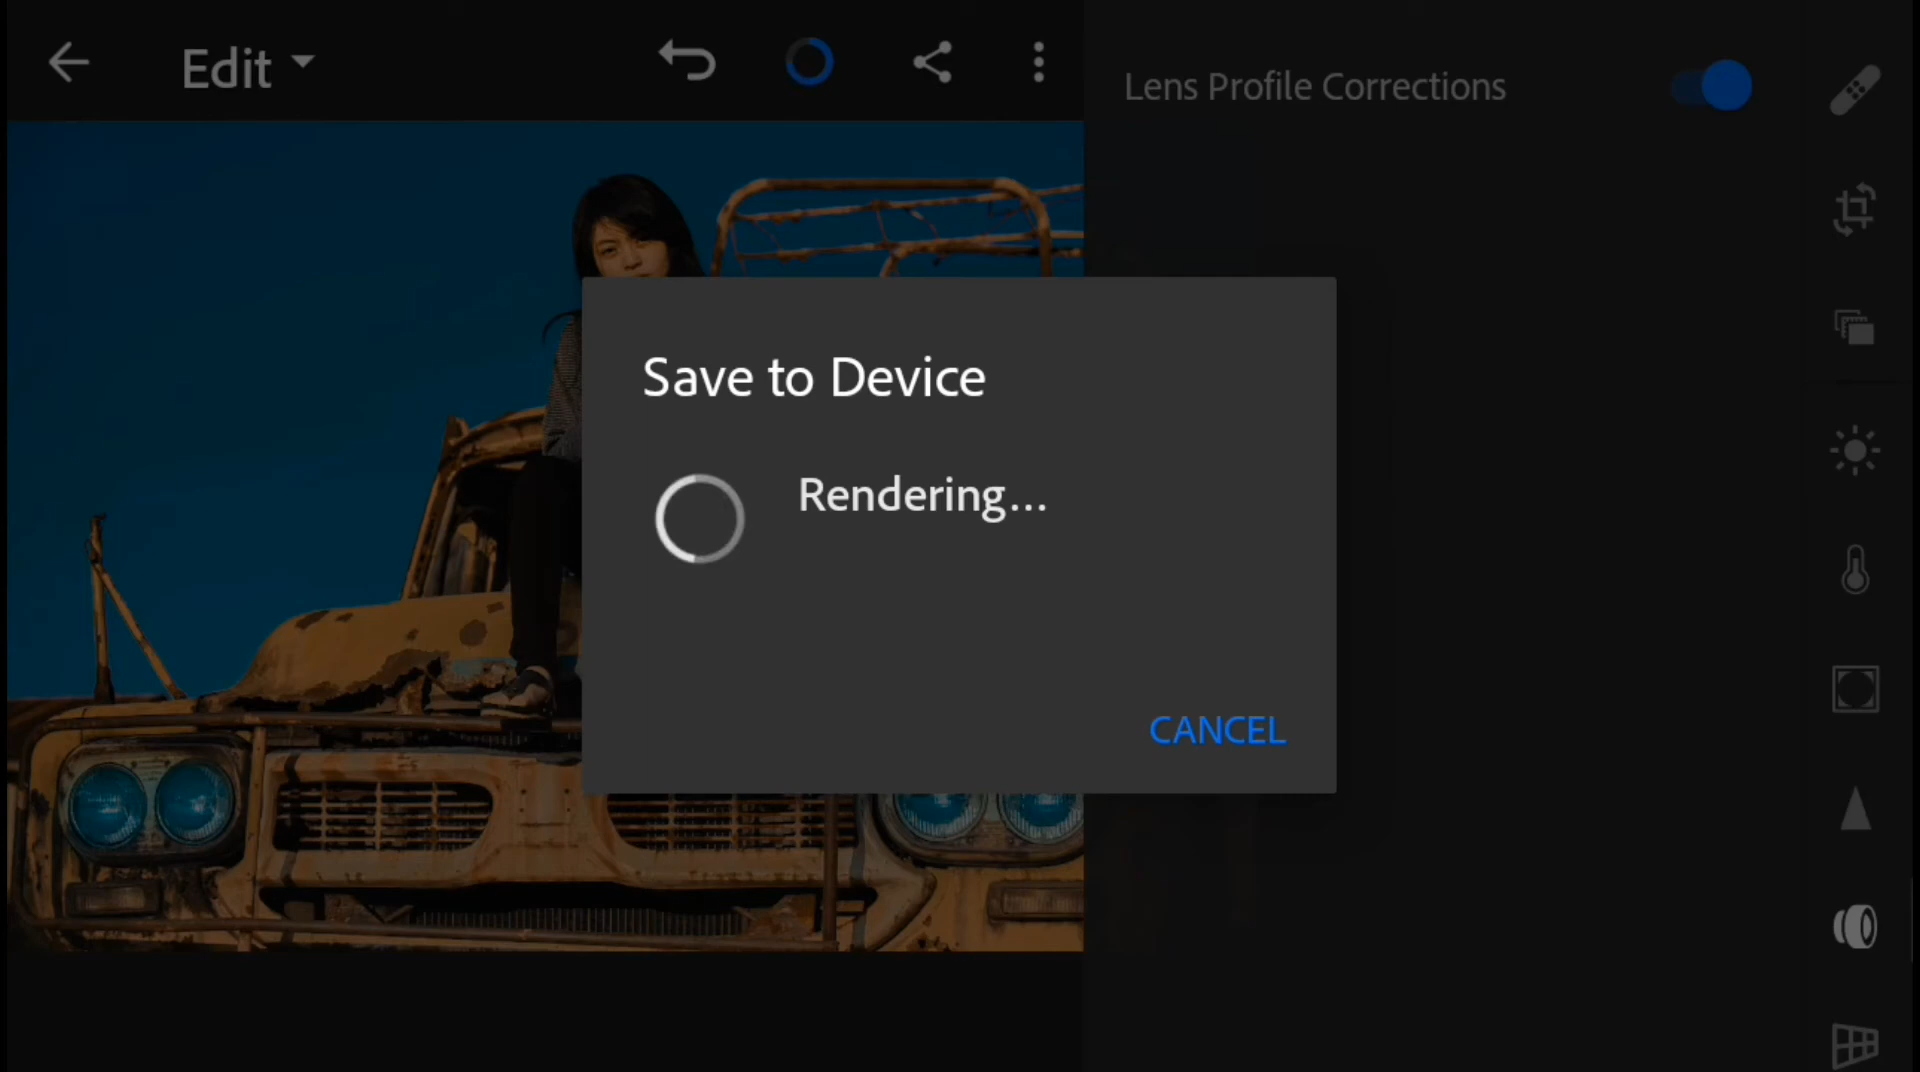 Edit
Lens Profile Corrections
Save to Device
Rendering...
CANCEL